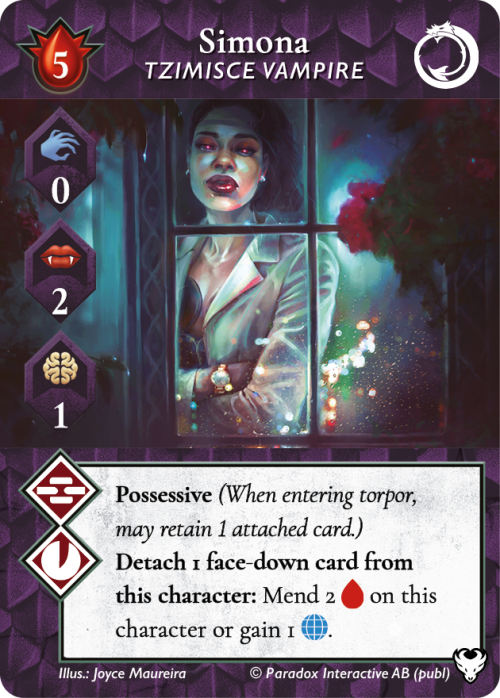 5
Simona
TZIMISCE VAMPIRE
0
2
1
Possessive (When entering torpor,
may retain 1 attached card.)
Detach 1 face-down card from
this character: Mend 2 on this
character or gain 1 .
Illus.: Joyce Maureira
© Paradox Interactive AB (publ)